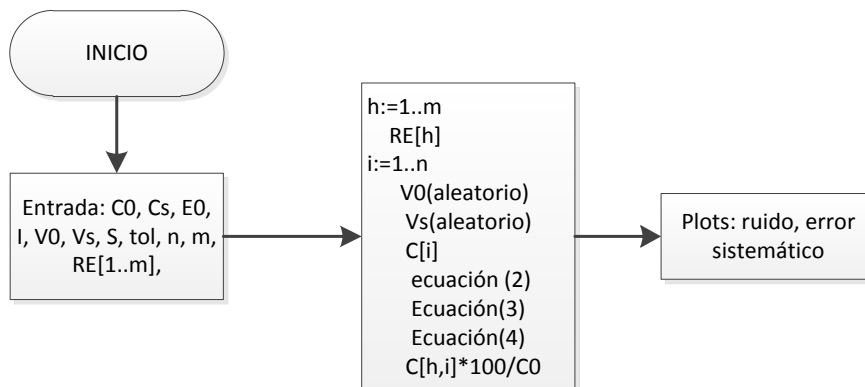 INICIO
Entrada: C0, Cs, E0,
I, V0, Vs, S, tol, n, m,
RE[1..m],
h:=1..m
RE[h]
i:=1..n
V0(aleatorio)
Vs(aleatorio)
C[i]
ecuación (2)
Ecuación(3)
Ecuación(4)
C[h,i]*100/C0
Plots: ruido, error
sistemático